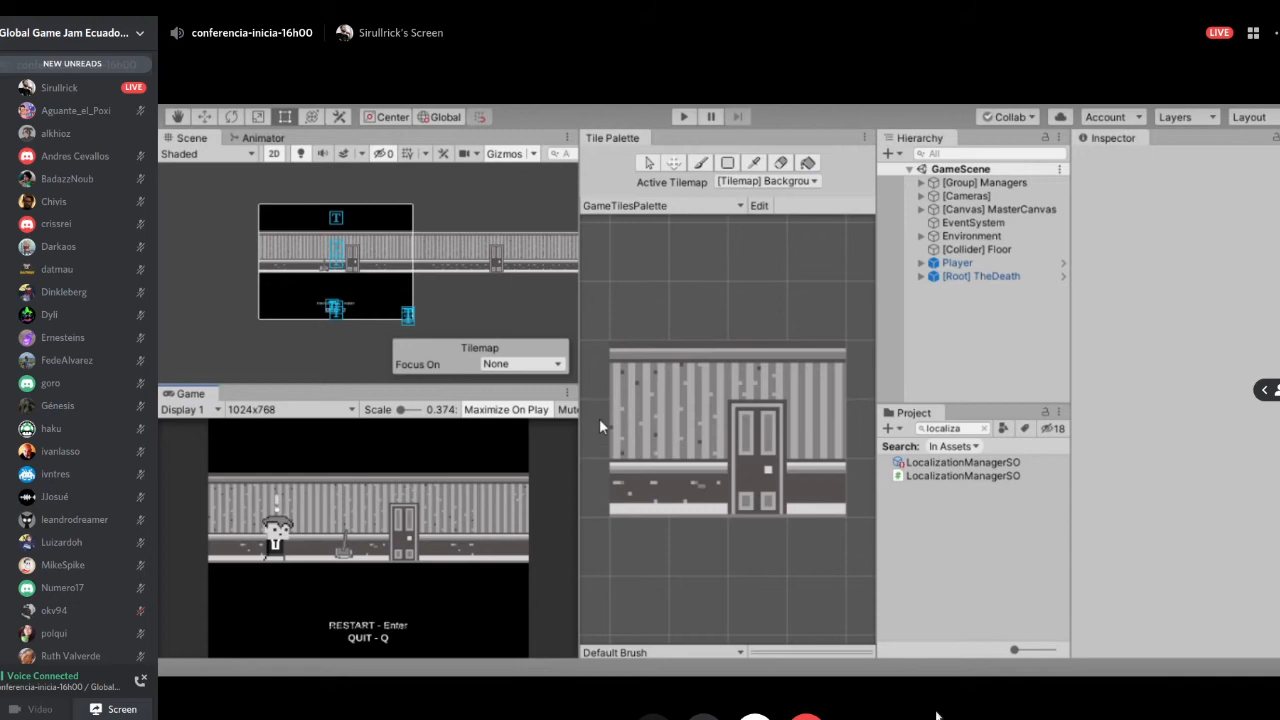 Global Game Jam Ecuado...
conferencia-inicia-16h00
Sirullrick's Screen
LIVE
NEW UNREADS
Sirullrick
LIVE
Aguante_el_Poxi
alkhioz
Andres Cevallos
BadazzNoub
Chivis
crissrei
Darkaos
datmau
Dinkleberg
Dyli
Ernesteins
FedeAlvarez
goro
Génesis
haku
ivanlasso
ivntres
JJosué
leandrodreamer
Luizardoh
MikeSpike
Numero17
okv94
polqui
Ruth Valverde
Voice Connected
onferencia-inicia-16h00 / Global...
Video
Screen
Center
Global
Collab
Account
Layers
Layout
Scene
Animator
Shaded
2D
0
Gizmos
A
Tilemap
Focus On
None
Game
Display 1
1024x768
Scale
0.374:
Maximize On Play
Mute
RESTART - Enter
QUIT - Q
Tile Palette
Active Tilemap
[Tilemap] Backgrou
GameTilesPalette
Edit
Default Brush
Hierarchy
All
GameScene
[Group] Managers
[Cameras]
[Canvas] MasterCanvas
EventSystem
Environment
[Collider] Floor
Player
[Root] TheDeath
Project
localiza
18
Search:
In Assets
LocalizationManagerSO
LocalizationManagerSO
Inspector